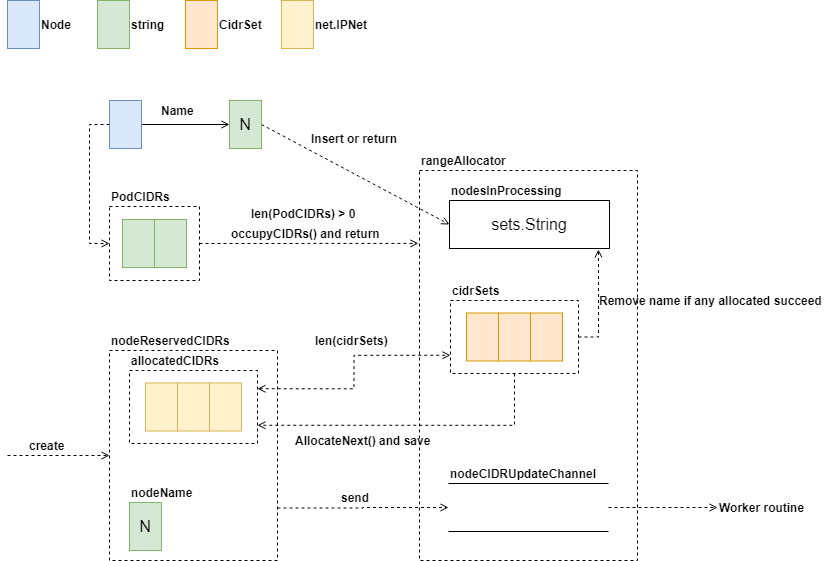 Node
string
CidrSet
net.IPNet
Name
N
Insert or return
rangeAllocator
nodesInProcessing
sets.String
PodCIDRs
len(PodCIDRs) > 0
occupyCIDRs() and return
cidrSets
Remove name if any allocated succeed
nodeReservedCIDRs
len(cidrSets)
allocatedCIDRs
AllocateNext() and save
create
nodeCIDRUpdateChannel
nodeName
N
send
Worker routine